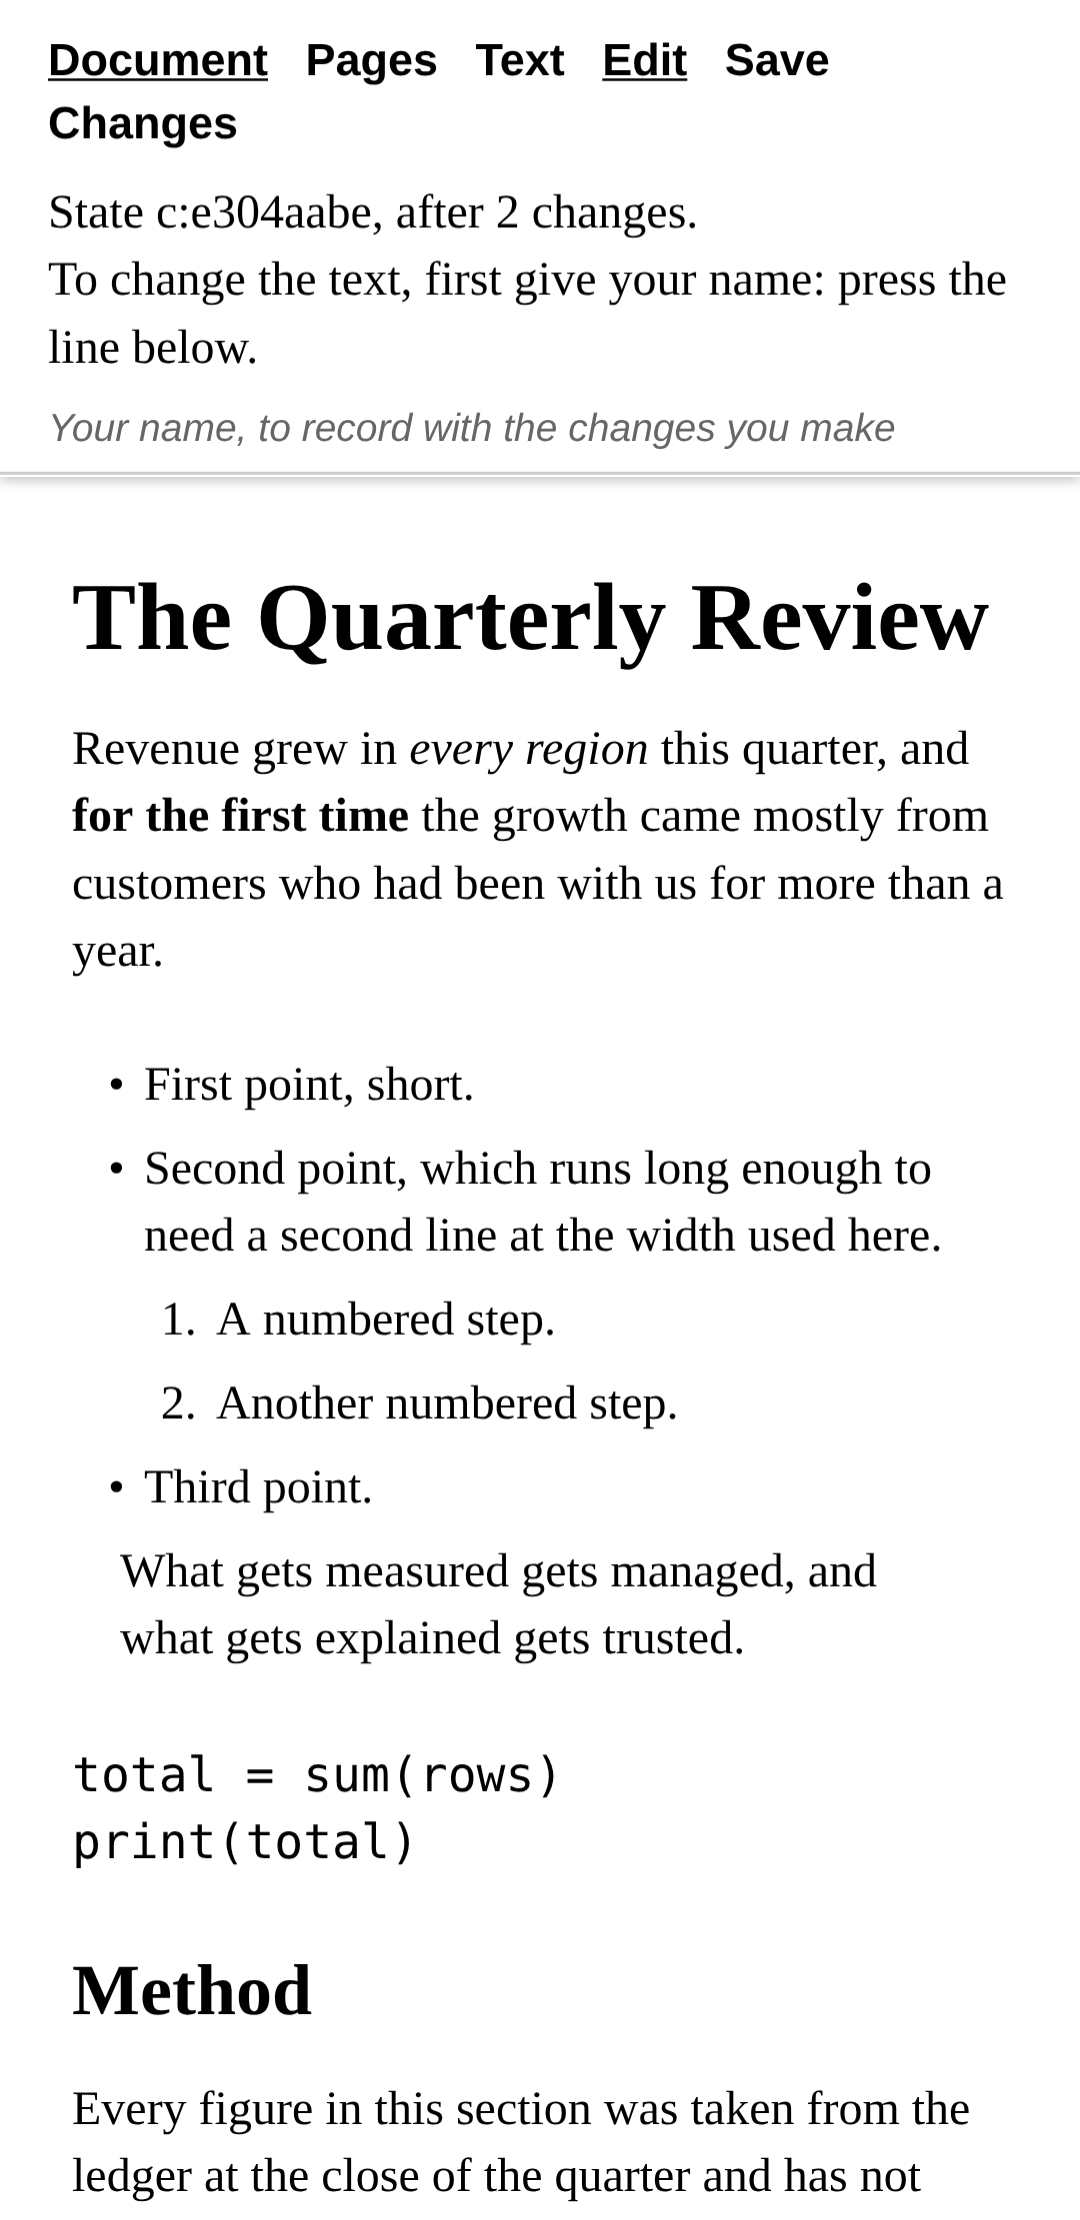 Document Pages Text Edit Save
Changes
State c:e304aabe, after 2 changes.
To change the text, first give your name: press the
line below.
Your name, to record with the changes you make
The Quarterly Review
Revenue grew in every region this quarter, and
for the first time the growth came mostly from
customers who had been with us for more than a
year.
• First point, short.
• Second point, which runs long enough to
need a second line at the width used here.
1. A numbered step.
2. Another numbered step.
• Third point.
What gets measured gets managed, and
what gets explained gets trusted.
total = sum(rows)
print(total)
Method
Every figure in this section was taken from the
ledger at the close of the quarter and has not